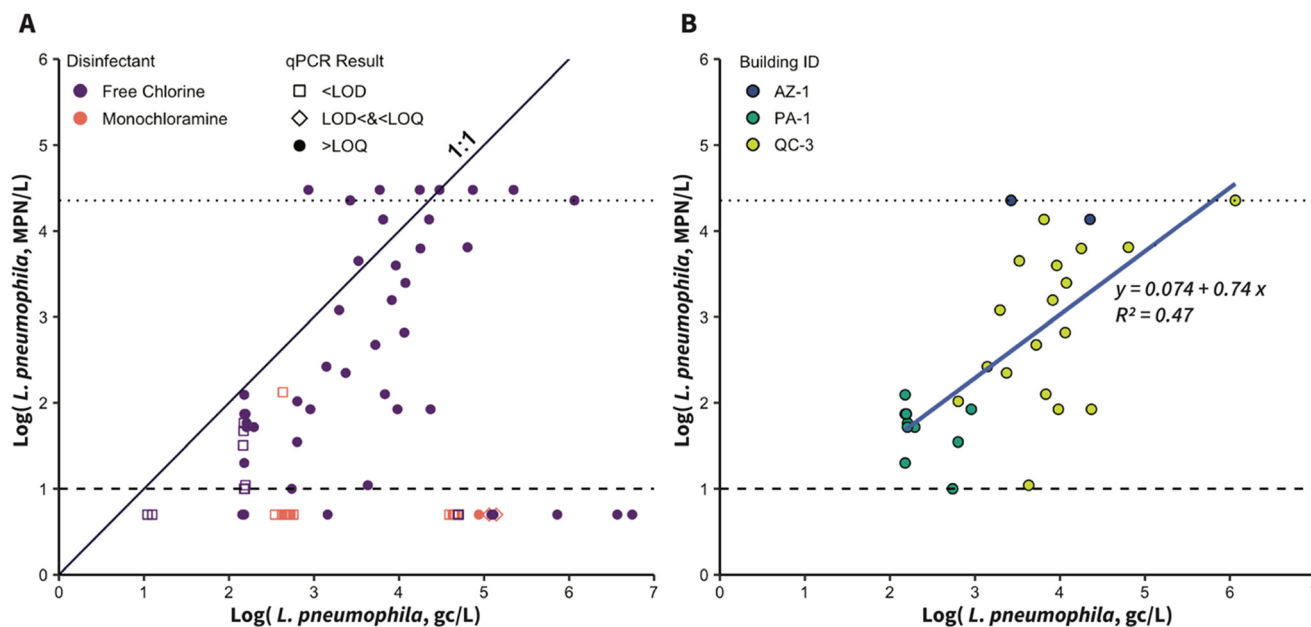 A
Disinfectant
Free Chlorine
Monochloramine
qPCR Result
<LOD
LOD<&<LOQ
>LOQ
1:1
6
5
4
3
2
1
0
Log( L. pneumophila, MPN/L)
0 1 2 3 4 5 6 7
Log( L. pneumophila, gc/L)
B
Building ID
AZ-1
PA-1
QC-3
y = 0.074 + 0.74 x
R² = 0.47
6
5
4
3
2
1
0
Log( L. pneumophila, MPN/L)
0 1 2 3 4 5 6
Log( L. pneumophila, gc/L)